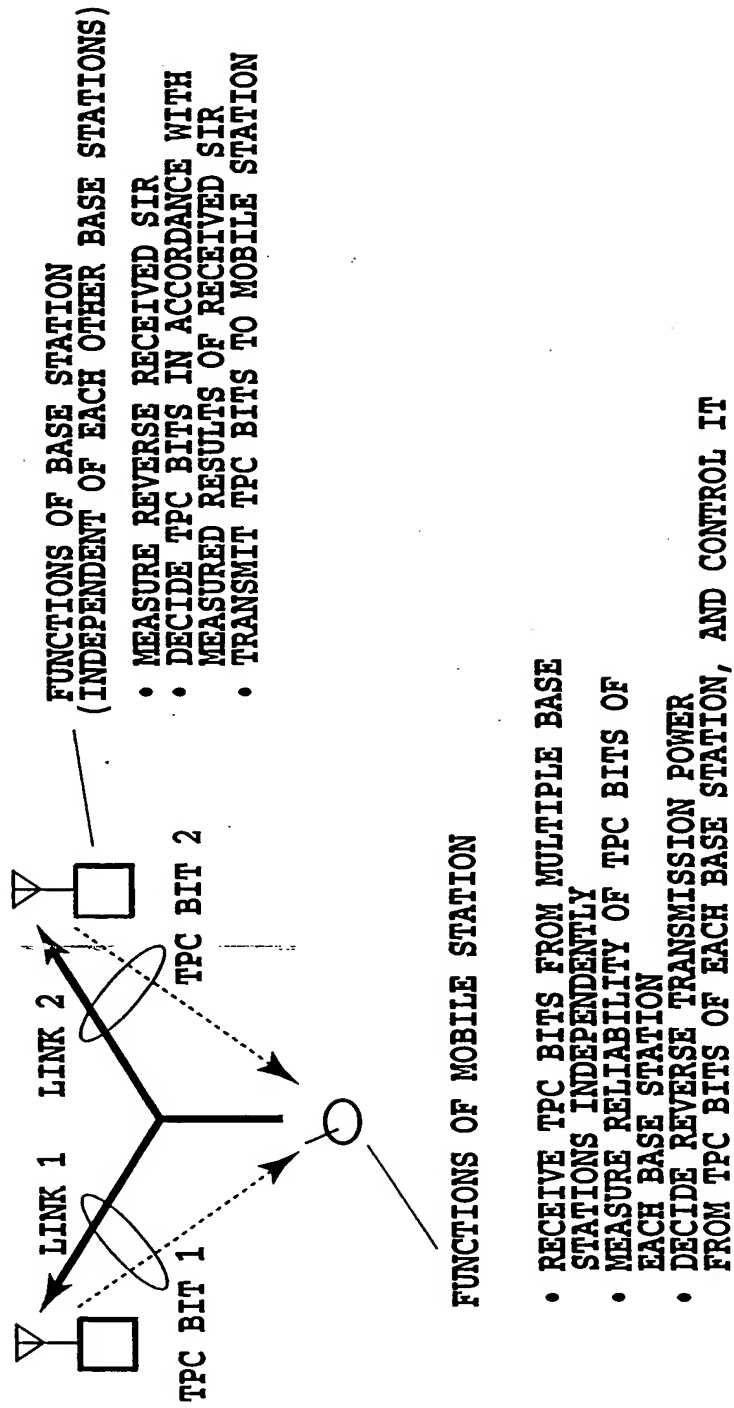 LINK 1
LINK 2
TPC BIT 1
TPC BIT 2
FUNCTIONS OF BASE STATION
(INDEPENDENT OF EACH OTHER BASE STATIONS)
• MEASURE REVERSE RECEIVED SIR
• DECIDE TPC BITS IN ACCORDANCE WITH
MEASURED RESULTS OF RECEIVED SIR
• TRANSMIT TPC BITS TO MOBILE STATION
FUNCTIONS OF MOBILE STATION
• RECEIVE TPC BITS FROM MULTIPLE BASE
STATIONS INDEPENDENTLY
• MEASURE RELIABILITY OF TPC BITS OF
EACH BASE STATION
• DECIDE REVERSE TRANSMISSION POWER
FROM TPC BITS OF EACH BASE STATION, AND CONTROL IT